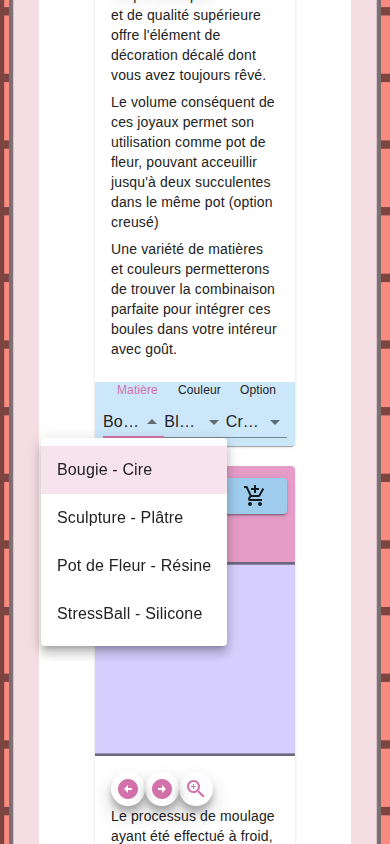 et de qualité supérieure
offre l'élément de
décoration décalé dont
vous avez toujours rêvé.
Le volume conséquent de
ces joyaux permet son
utilisation comme pot de
fleur, pouvant acceuillir
jusqu'à deux succulentes
dans le même pot (option
creusé)
Une variété de matières
et couleurs permetterons
de trouver la combinaison
parfaite pour intégrer ces
boules dans votre intéreur
avec goût.
Matière Couleur Option
Bo… Bl… Cr…
Bougie - Cire
Sculpture - Plâtre
Pot de Fleur - Résine
StressBall - Silicone
Le processus de moulage
ayant été effectué à froid,